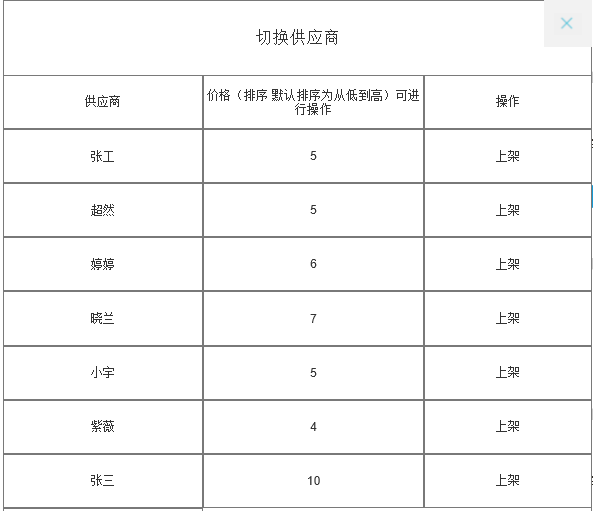 切换供应商
供应商 价格（排序 默认排序为从低到高）可进
行操作 操作
张工 5 上架
超然 5 上架
婷婷 6 上架
晓兰 7 上架
小宇 5 上架
紫薇 4 上架
张三 10 上架